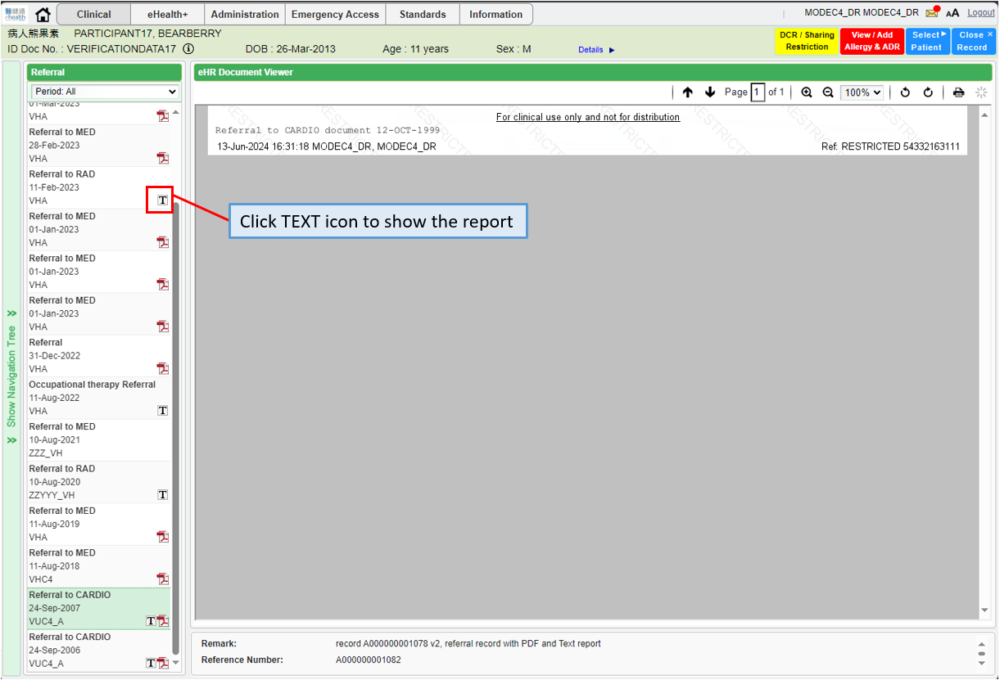 醫健通
eHealth
Clinical
eHealth+
Administration
Emergency Access
Standards
Information
MODEC4_DR MODEC4_DR
AA
Logout
病人熊果素 PARTICIPANT17, BEARBERRY
ID Doc No. : VERIFICATIONDATA17
DOB : 26-Mar-2013
Age : 11 years
Sex : M
Details
DCR / Sharing
Restriction
View / Add
Allergy & ADR
Select
Patient
Close ×
Record
>> Show Navigation Tree >>
Referral
Period: All
01-Mar-2023
VHA
Referral to MED
28-Feb-2023
VHA
Referral to RAD
11-Feb-2023
VHA T
Referral to MED
01-Jan-2023
VHA
Referral to MED
01-Jan-2023
VHA
Referral to MED
01-Jan-2023
VHA
Referral
31-Dec-2022
VHA
Occupational therapy Referral
11-Aug-2022
VHA T
Referral to MED
10-Aug-2021
ZZZ_VH
Referral to RAD
10-Aug-2020
ZZYYY_VH T
Referral to MED
11-Aug-2019
VHA
Referral to MED
11-Aug-2018
VHC4
Referral to CARDIO
24-Sep-2007
VUC4_A T
Referral to CARDIO
24-Sep-2006
VUC4_A T
eHR Document Viewer
Page 1 of 1
100%
For clinical use only and not for distribution
Referral to CARDIO document 12-OCT-1999
13-Jun-2024 16:31:18 MODEC4_DR, MODEC4_DR
Ref: RESTRICTED 54332163111
Click TEXT icon to show the report
Remark: record A000000001078 v2, referral record with PDF and Text report
Reference Number: A000000001082